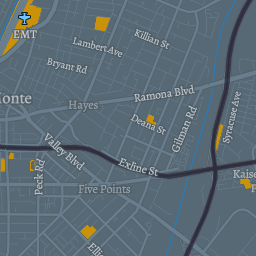 Killian St
EMT
Lambert Ave
Bryant Rd
Ramona Blvd
Monte
Hayes
Deana St
Gilman Rd
Syracuse Ave
Valley Blvd
Peck Rd
Exline St
Five Points
Kaise